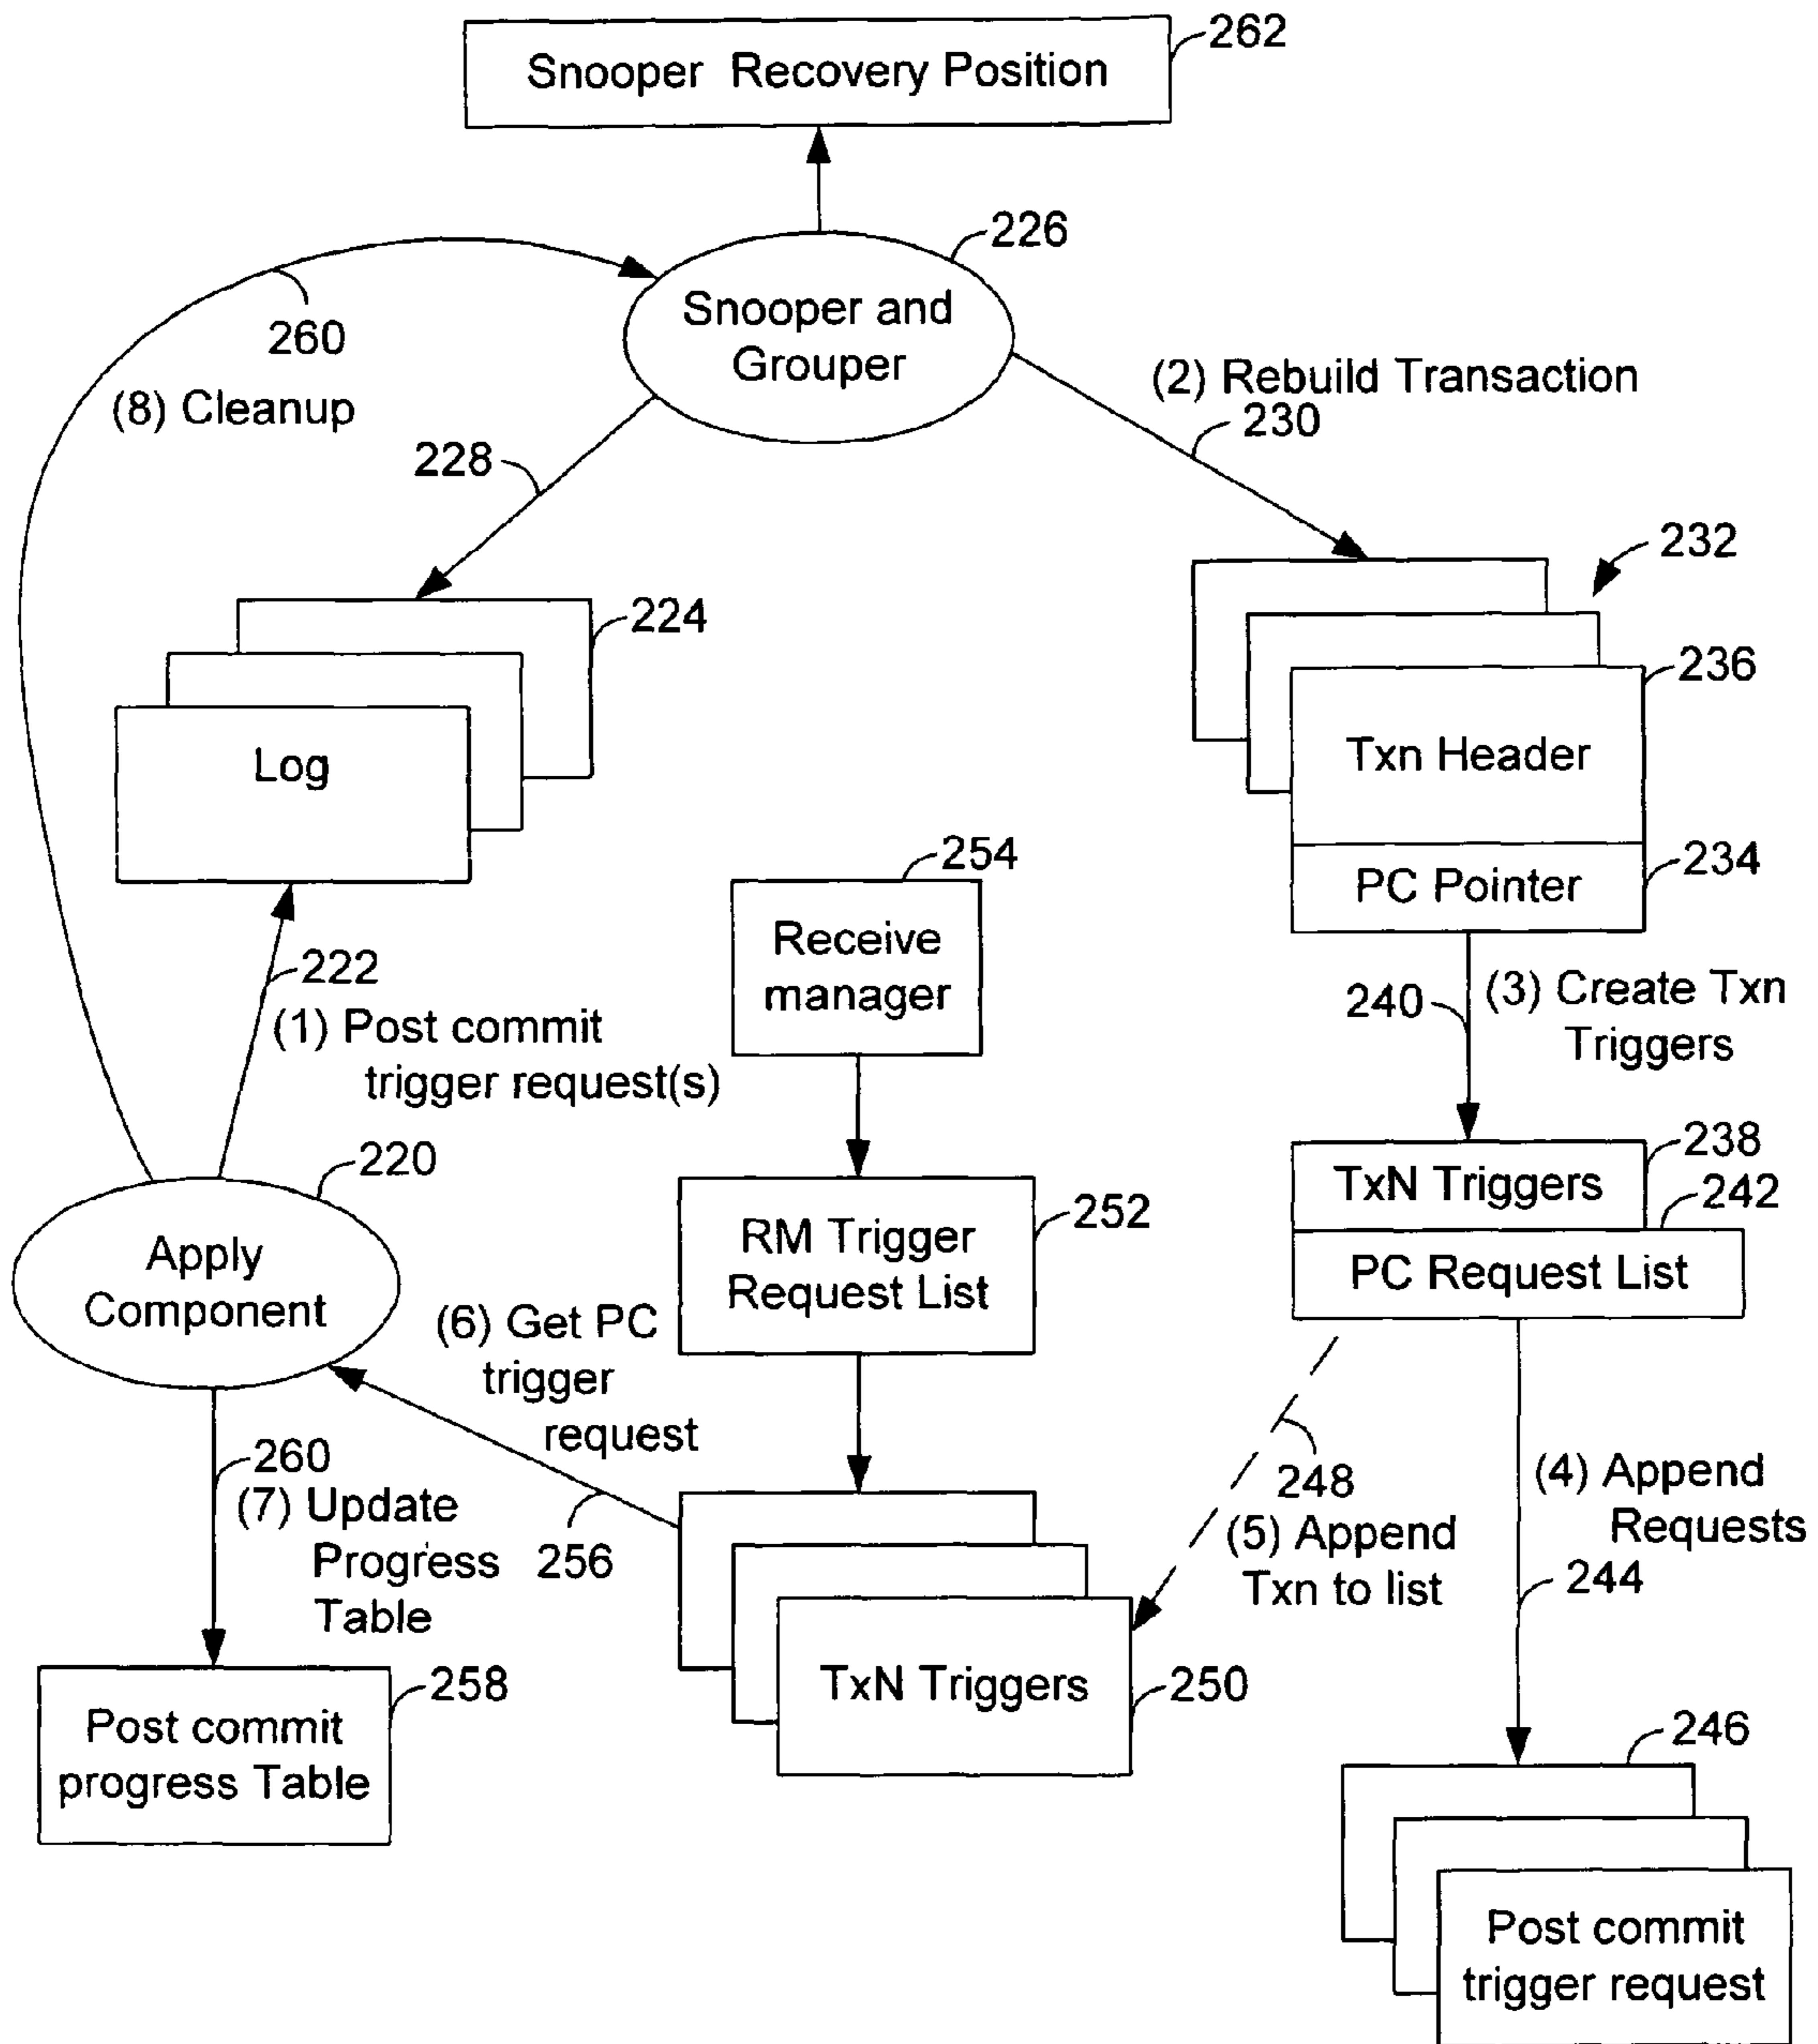 262
Snooper Recovery Position
226
Snooper and
Grouper
260
(8) Cleanup
(2) Rebuild Transaction
230
228
232
224
236
Log
Txn Header
254
234
PC Pointer
Receive
manager
222
(1) Post commit
trigger request(s)
240
(3) Create Txn
Triggers
220
238
TxN Triggers
242
252
RM Trigger
Request List
PC Request List
Apply
Component
(6) Get PC
trigger
request
260
(7) Update
Progress
Table
256
248
(5) Append
Txn to list
(4) Append
Requests
244
258
Post commit
progress Table
TxN Triggers
250
246
Post commit
trigger request